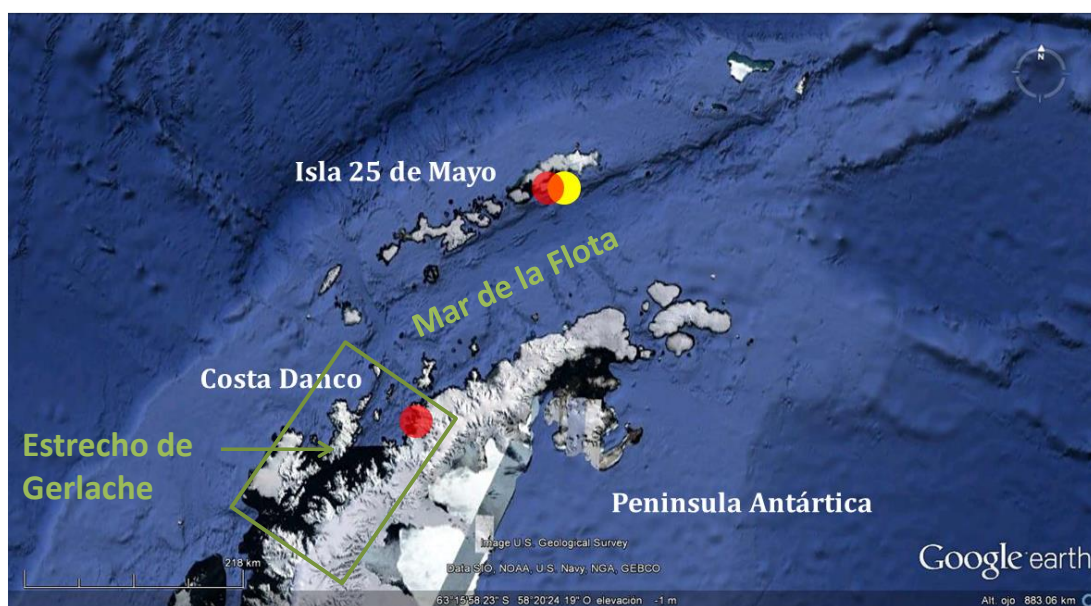 N
Isla 25 de Mayo
Mar de la Flota
Costa Danco
Estrecho de
Gerlache
Peninsula Antártica
Image U.S. Geological Survey
Data SIO, NOAA, U.S. Navy, NGA, GEBCO
218 km
Google earth
63°15'58.23" S 58°20'24.19" O elevación -1 m
Alt. ojo 883.06 km